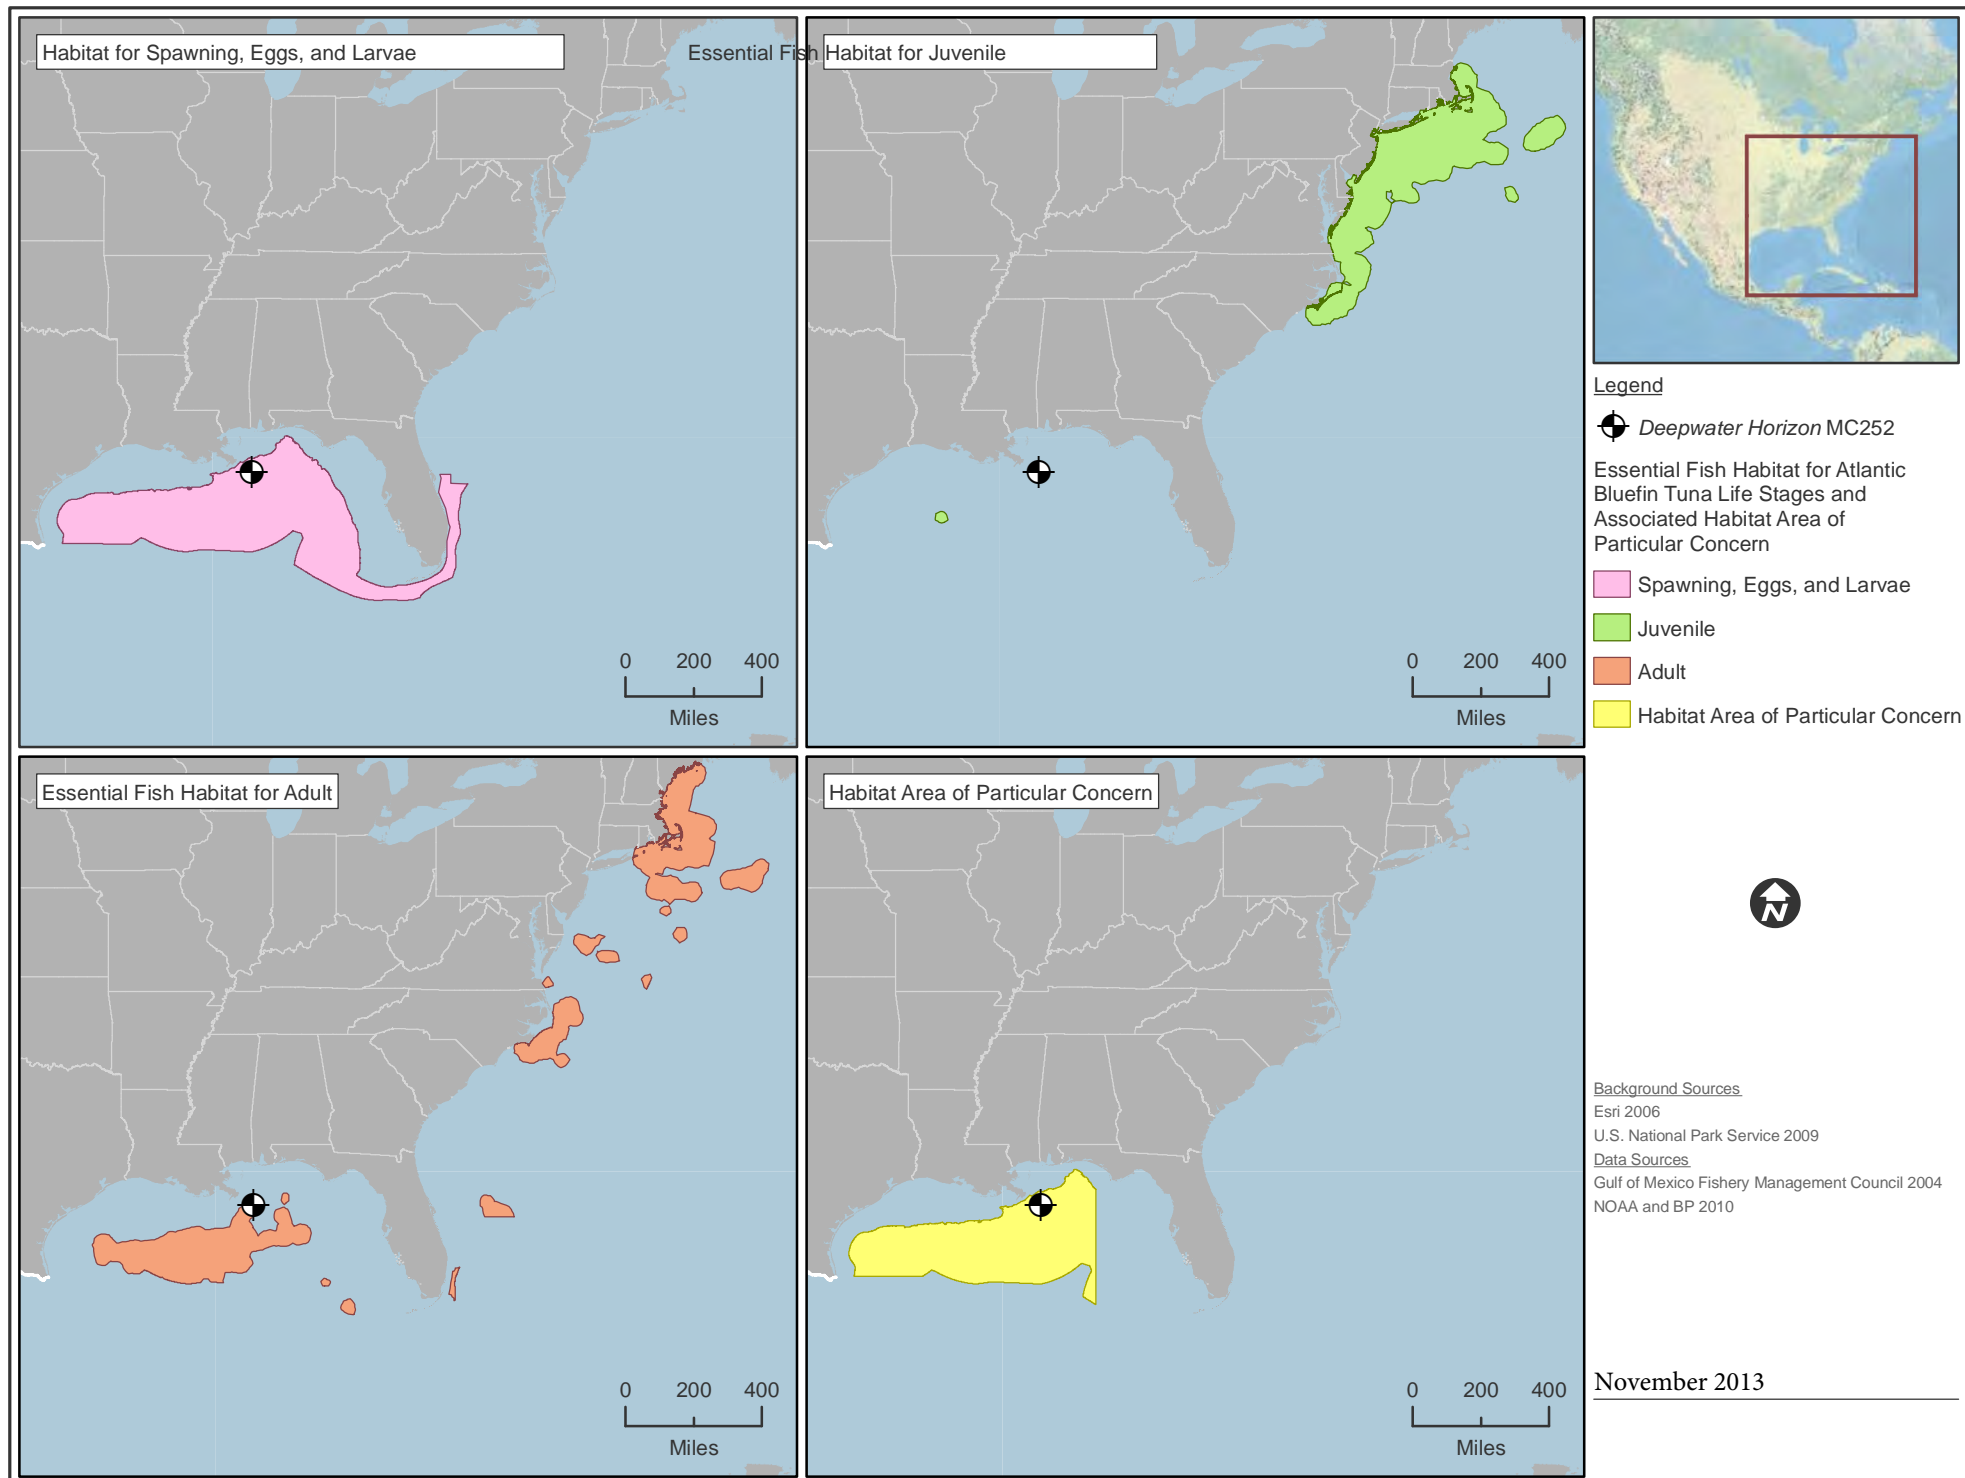 Habitat for Spawning, Eggs, and Larvae
0 200 400
Miles
Essential Fish Habitat for Juvenile
0 200 400
Miles
Essential Fish Habitat for Adult
0 200 400
Miles
Habitat Area of Particular Concern
0 200 400
Miles
Legend
Deepwater Horizon MC252
Essential Fish Habitat for Atlantic
Bluefin Tuna Life Stages and
Associated Habitat Area of
Particular Concern
Spawning, Eggs, and Larvae
Juvenile
Adult
Habitat Area of Particular Concern
N
Background Sources
Esri 2006
U.S. National Park Service 2009
Data Sources
Gulf of Mexico Fishery Management Council 2004
NOAA and BP 2010
November 2013